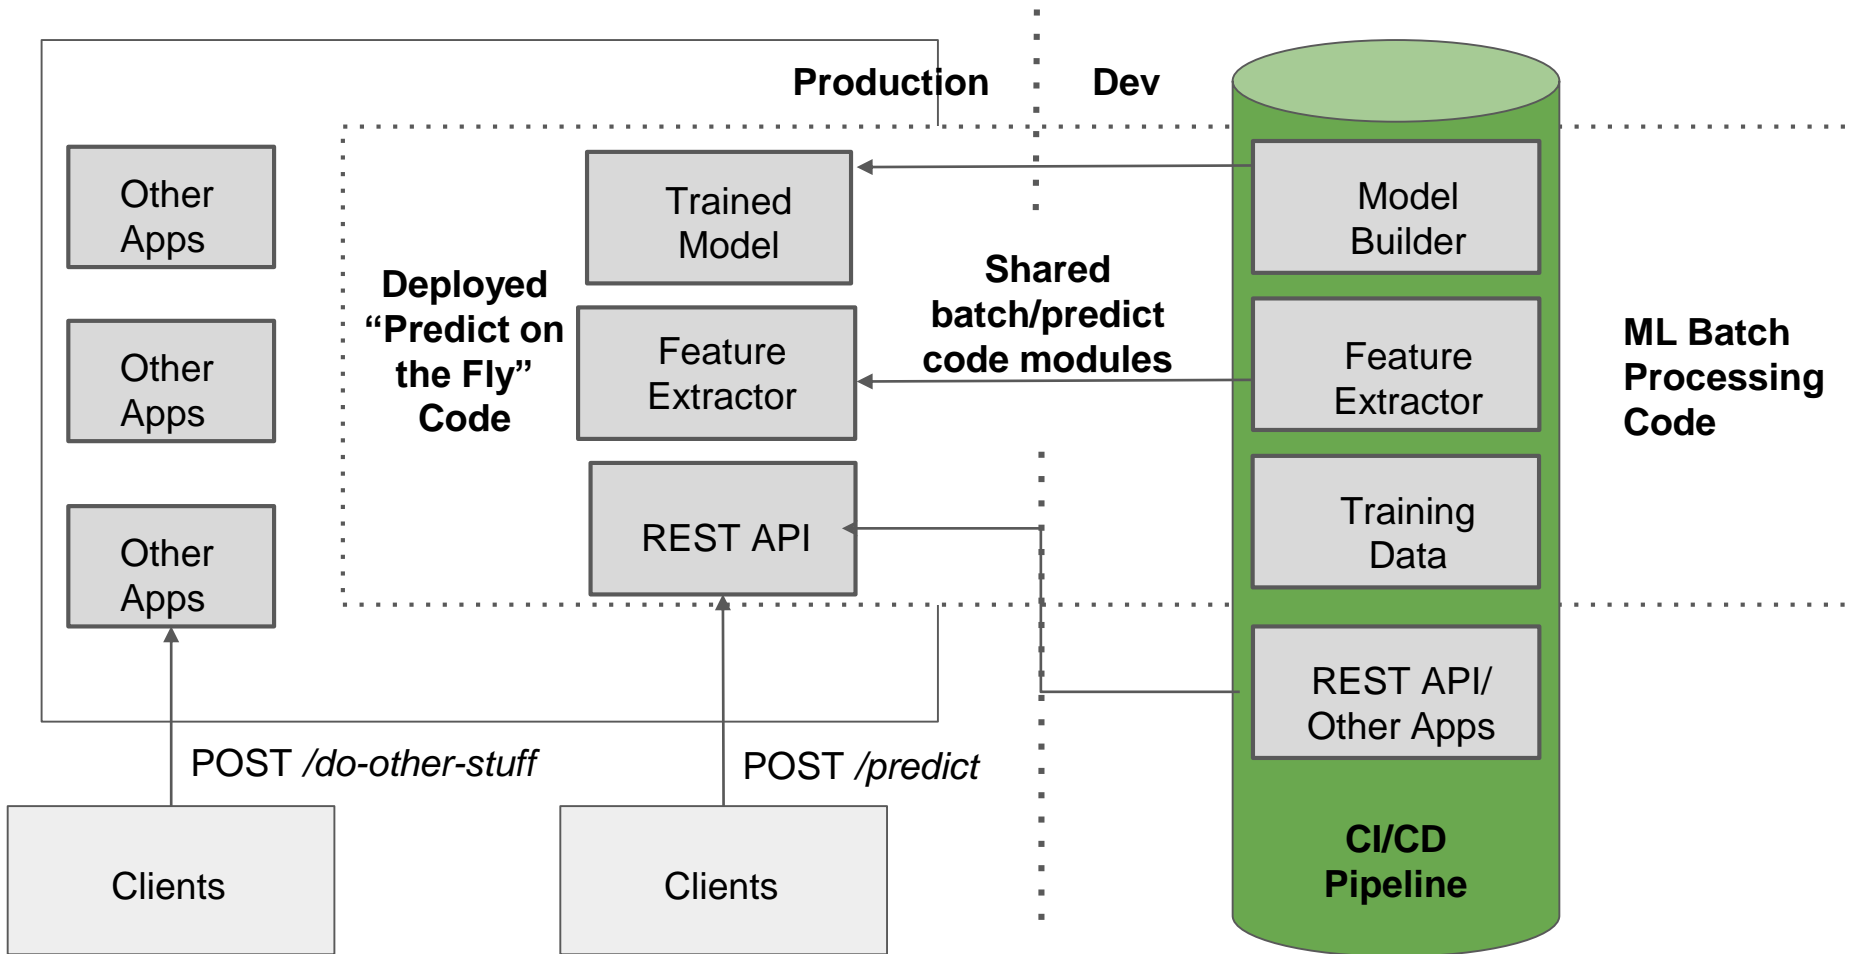 Production
Dev
Other
Apps
Trained
Model
Model
Builder
Deployed
“Predict on
the Fly”
Code
Shared
batch/predict
code modules
Other
Apps
Feature
Extractor
Feature
Extractor
ML Batch
Processing
Code
Other
Apps
REST API
Training
Data
REST API/
Other Apps
POST /do-other-stuff
POST /predict
Clients
Clients
CI/CD
Pipeline